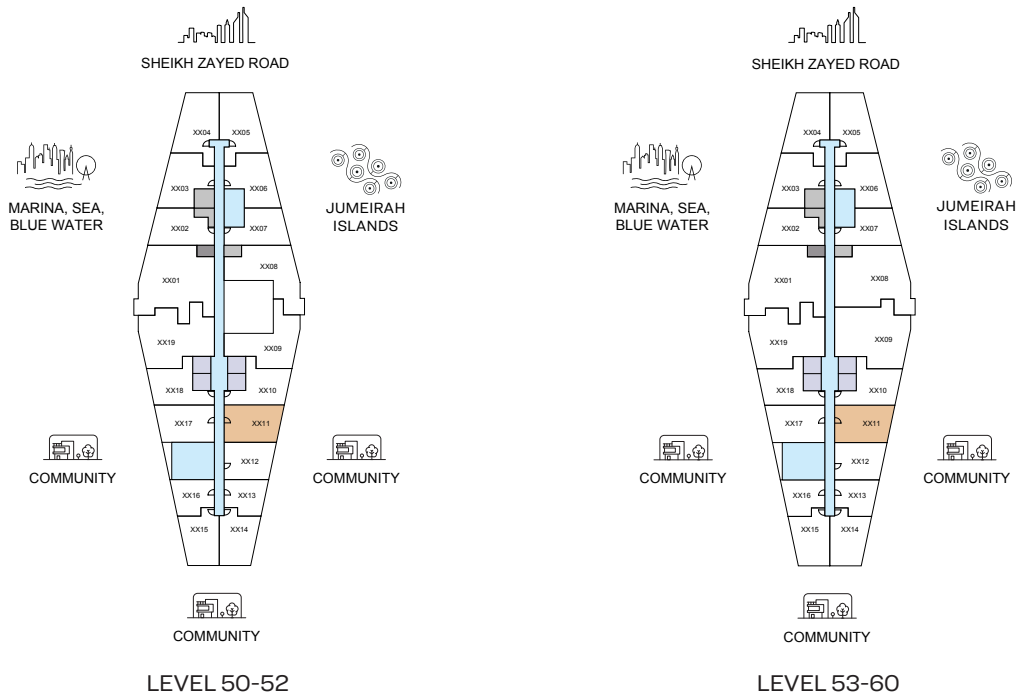 SHEIKH ZAYED ROAD
XX04
XX05
MARINA, SEA,
BLUE WATER
JUMEIRAH
ISLANDS
XX03
XX06
XX02
XX07
XX01
XX08
XX19
XX09
XX18
XX10
XX17
XX11
COMMUNITY
COMMUNITY
XX12
XX16
XX13
XX15
XX14
COMMUNITY
LEVEL 50-52
SHEIKH ZAYED ROAD
XX04
XX05
MARINA, SEA,
BLUE WATER
JUMEIRAH
ISLANDS
XX03
XX06
XX02
XX07
XX01
XX08
XX19
XX09
XX18
XX10
XX17
XX11
COMMUNITY
COMMUNITY
XX12
XX16
XX13
XX15
XX14
COMMUNITY
LEVEL 53-60